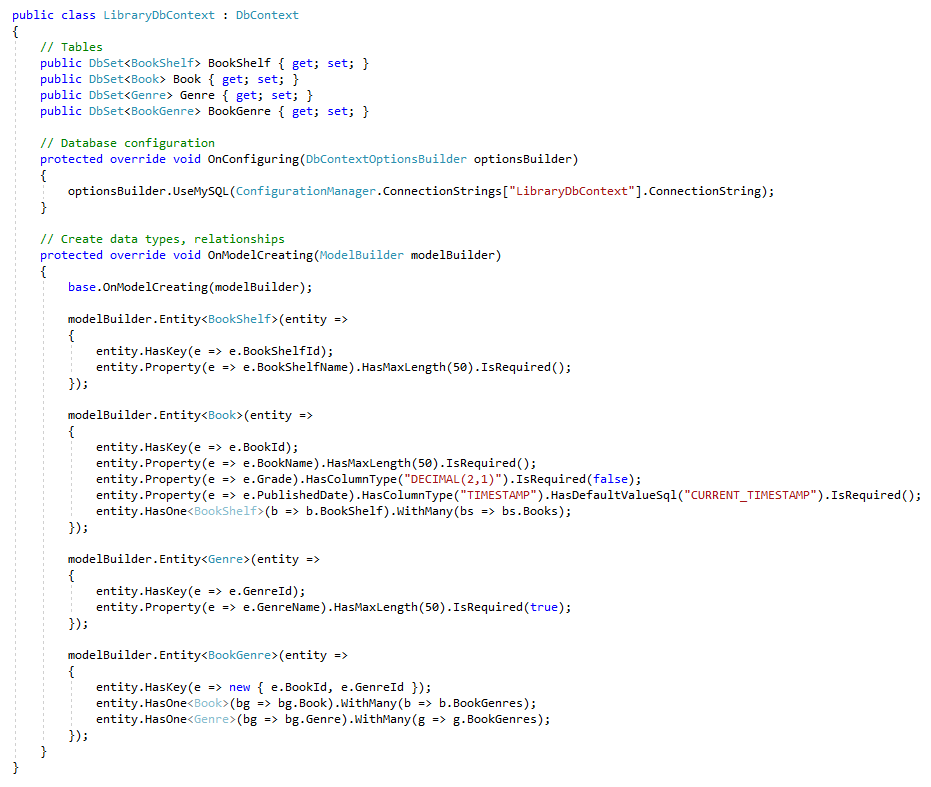 public class LibraryDbContext : DbContext
{
    // Tables
    public DbSet<BookShelf> BookShelf { get; set; }
    public DbSet<Book> Book { get; set; }
    public DbSet<Genre> Genre { get; set; }
    public DbSet<BookGenre> BookGenre { get; set; }

    // Database configuration
    protected override void OnConfiguring(DbContextOptionsBuilder optionsBuilder)
    {
        optionsBuilder.UseMySQL(ConfigurationManager.ConnectionStrings["LibraryDbContext"].ConnectionString);
    }

    // Create data types, relationships
    protected override void OnModelCreating(ModelBuilder modelBuilder)
    {
        base.OnModelCreating(modelBuilder);

        modelBuilder.Entity<BookShelf>(entity =>
        {
            entity.HasKey(e => e.BookShelfId);
            entity.Property(e => e.BookShelfName).HasMaxLength(50).IsRequired();
        });

        modelBuilder.Entity<Book>(entity =>
        {
            entity.HasKey(e => e.BookId);
            entity.Property(e => e.BookName).HasMaxLength(50).IsRequired();
            entity.Property(e => e.Grade).HasColumnType("DECIMAL(2,1)").IsRequired(false);
            entity.Property(e => e.PublishedDate).HasColumnType("TIMESTAMP").HasDefaultValueSql("CURRENT_TIMESTAMP").IsRequired();
            entity.HasOne<BookShelf>(b => b.BookShelf).WithMany(bs => bs.Books);
        });

        modelBuilder.Entity<Genre>(entity =>
        {
            entity.HasKey(e => e.GenreId);
            entity.Property(e => e.GenreName).HasMaxLength(50).IsRequired(true);
        });

        modelBuilder.Entity<BookGenre>(entity =>
        {
            entity.HasKey(e => new { e.BookId, e.GenreId });
            entity.HasOne<Book>(bg => bg.Book).WithMany(b => b.BookGenres);
            entity.HasOne<Genre>(bg => bg.Genre).WithMany(g => g.BookGenres);
        });
    }
}